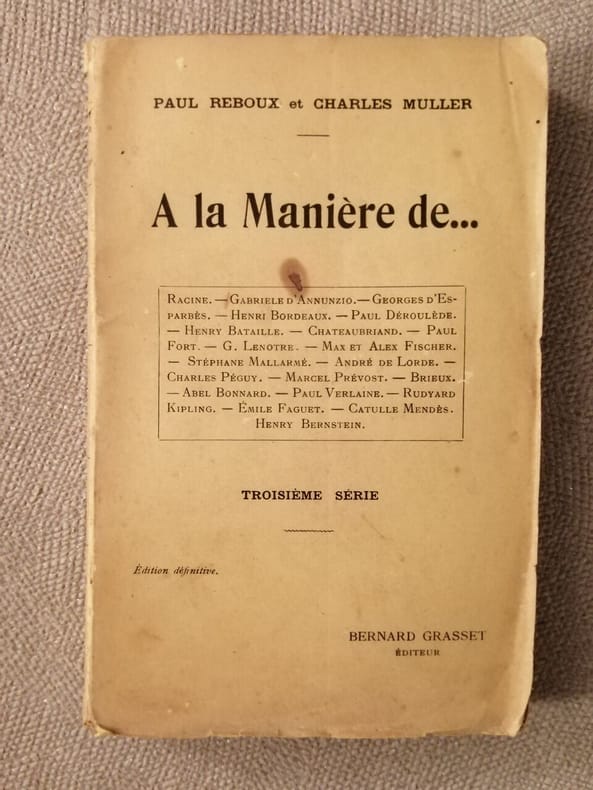 PAUL REBOUX et CHARLES MULLER
A la Manière de...
RACINE. — GABRIELE D'ANNUNZIO. — GEORGES D'ES-
PARBÈS. — HENRI BORDEAUX. — PAUL DÉROULÈDE.
— HENRY BATAILLE. — CHATEAUBRIAND. — PAUL
FORT. — G. LENOTRE. — MAX ET ALEX FISCHER.
— STÉPHANE MALLARMÉ. — ANDRÉ DE LORDE. —
CHARLES PÉGUY. — MARCEL PRÉVOST. — BRIEUX.
— ABEL BONNARD. — PAUL VERLAINE. — RUDYARD
KIPLING. — ÉMILE FAGUET. — CATULLE MENDÈS.
HENRY BERNSTEIN.
TROISIÈME SÉRIE
Édition définitive.
BERNARD GRASSET
ÉDITEUR